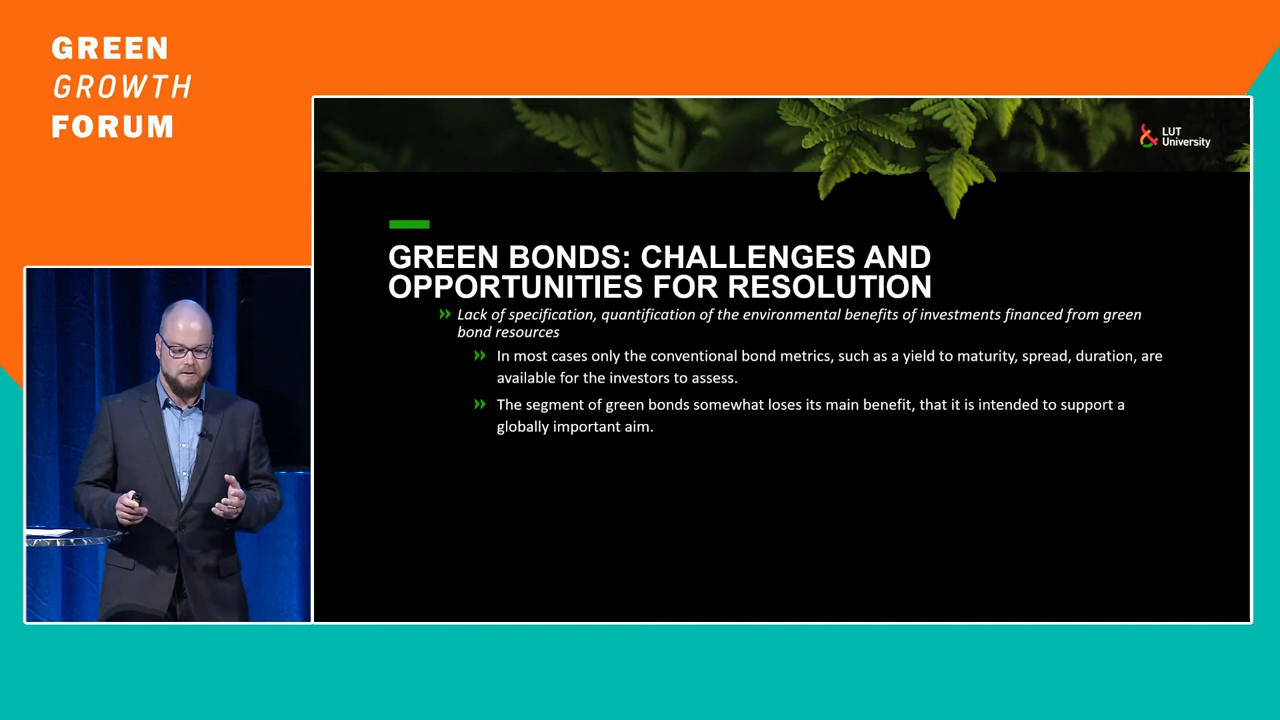 GREEN
GROWTH
FORUM
LUT
University
GREEN BONDS: CHALLENGES AND
OPPORTUNITIES FOR RESOLUTION
Lack of specification, quantification of the environmental benefits of investments financed from green
bond resources
In most cases only the conventional bond metrics, such as a yield to maturity, spread, duration, are
available for the investors to assess.
The segment of green bonds somewhat loses its main benefit, that it is intended to support a
globally important aim.